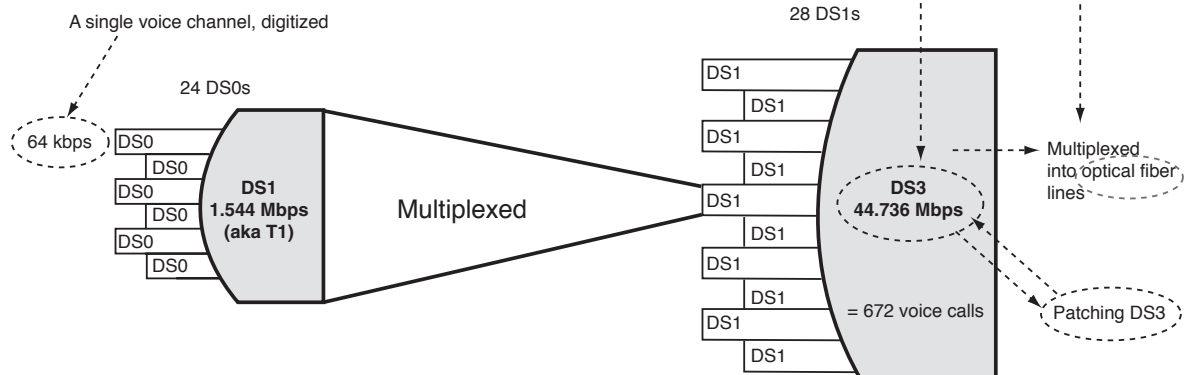 A single voice channel, digitized
28 DS1s
24 DS0s
64 kbps
DS0
DS0
DS0
DS0
DS0
DS0
DS1
1.544 Mbps
(aka T1)
Multiplexed
DS1
DS1
DS1
DS1
DS1
DS1
DS1
DS1
DS1
DS1
DS3
44.736 Mbps
= 672 voice calls
Multiplexed
into optical fiber
lines
Patching DS3